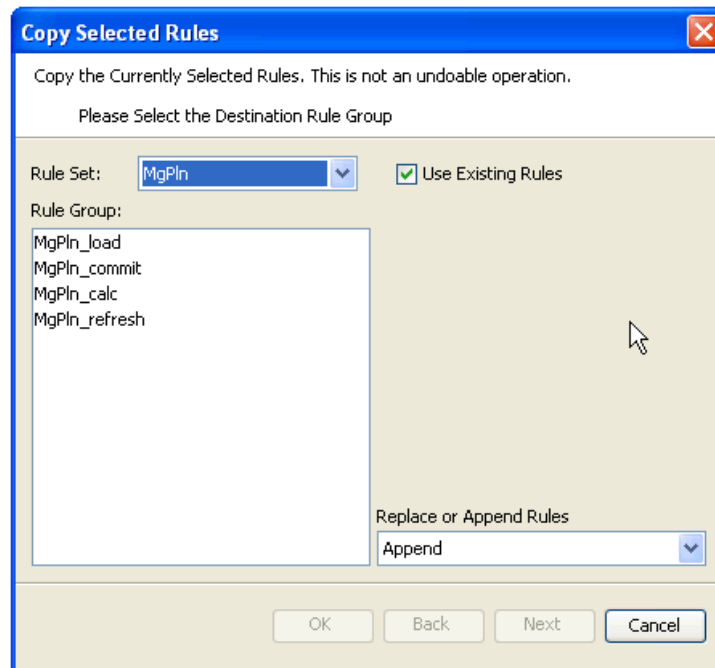 Copy Selected Rules
Copy the Currently Selected Rules. This is not an undoable operation.
Please Select the Destination Rule Group
Rule Set: MgPln Use Existing Rules
Rule Group:
MgPln_load
MgPln_commit
MgPln_calc
MgPln_refresh
Replace or Append Rules
Append
OK Back Next Cancel